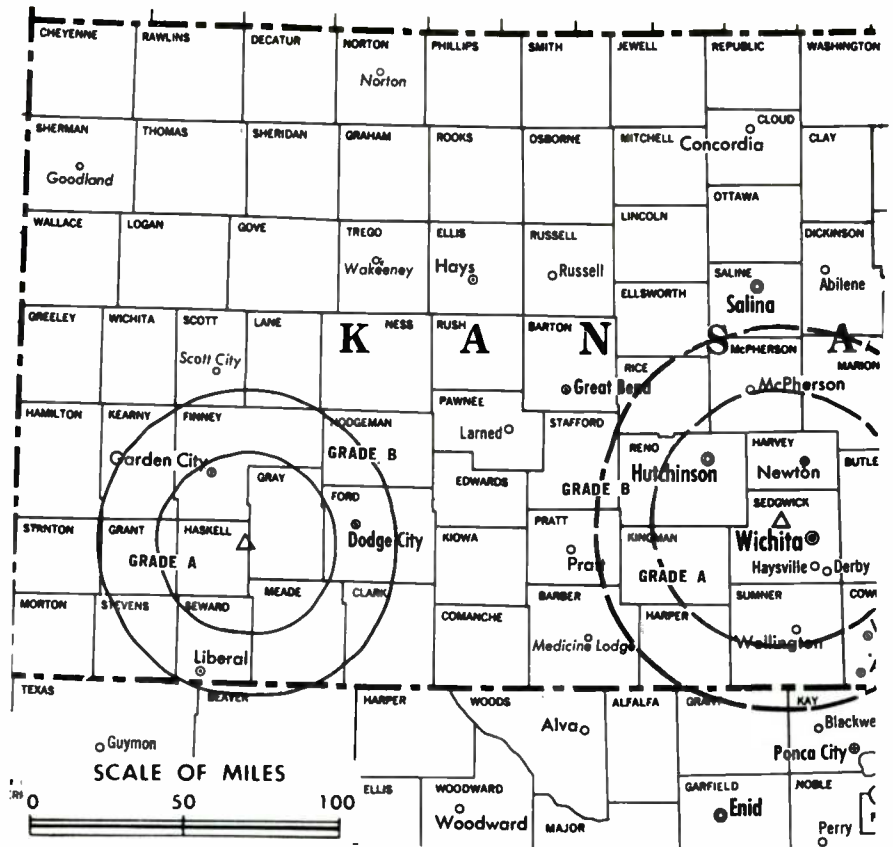 CHEYENNE RAWLINS DECATUR NORTON PHILLIPS SMITH JEWELL REPUBLIC WASHINGTON
Norton
SHERMAN THOMAS SHERIDAN GRAHAM ROOKS OSBORNE MITCHELL CLOUD CLAY
Concordia
Goodland
OTTAWA
WALLACE LOGAN GOVE TREGO ELLIS RUSSELL LINCOLN DICKINSON
Wakeeney Hays Russell SALINE Abilene
ELLSWORTH Salina
GREELEY WICHITA SCOTT LANE NESS RUSH BARTON
K A N S A
McPHERSON
Scott City RICE MARION
Great Bend McPherson
PAWNEE
HAMILTON KEARNY FINNEY HODGEMAN Larned STAFFORD
Garden City GRADE B RENO HARVEY
GRAY Hutchinson Newton BUTLE
EDWARDS GRADE B
FORD SEDGWICK
STANTON GRANT HASKELL Dodge City KIOWA PRATT KINGMAN Wichita
GRADE A Pratt GRADE A Haysville Derby
MEADE CLARK BARBER SUMNER COW
MORTON STEVENS SEWARD COMANCHE HARPER
Medicine Lodge Wellington
Liberal
TEXAS BEAVER HARPER WOODS ALFALFA GRANT KAY
Alva Blackwe
Guymon Ponca City
SCALE OF MILES
ELLIS WOODWARD GARFIELD NOBLE
0 50 100
Woodward MAJOR Enid Perry